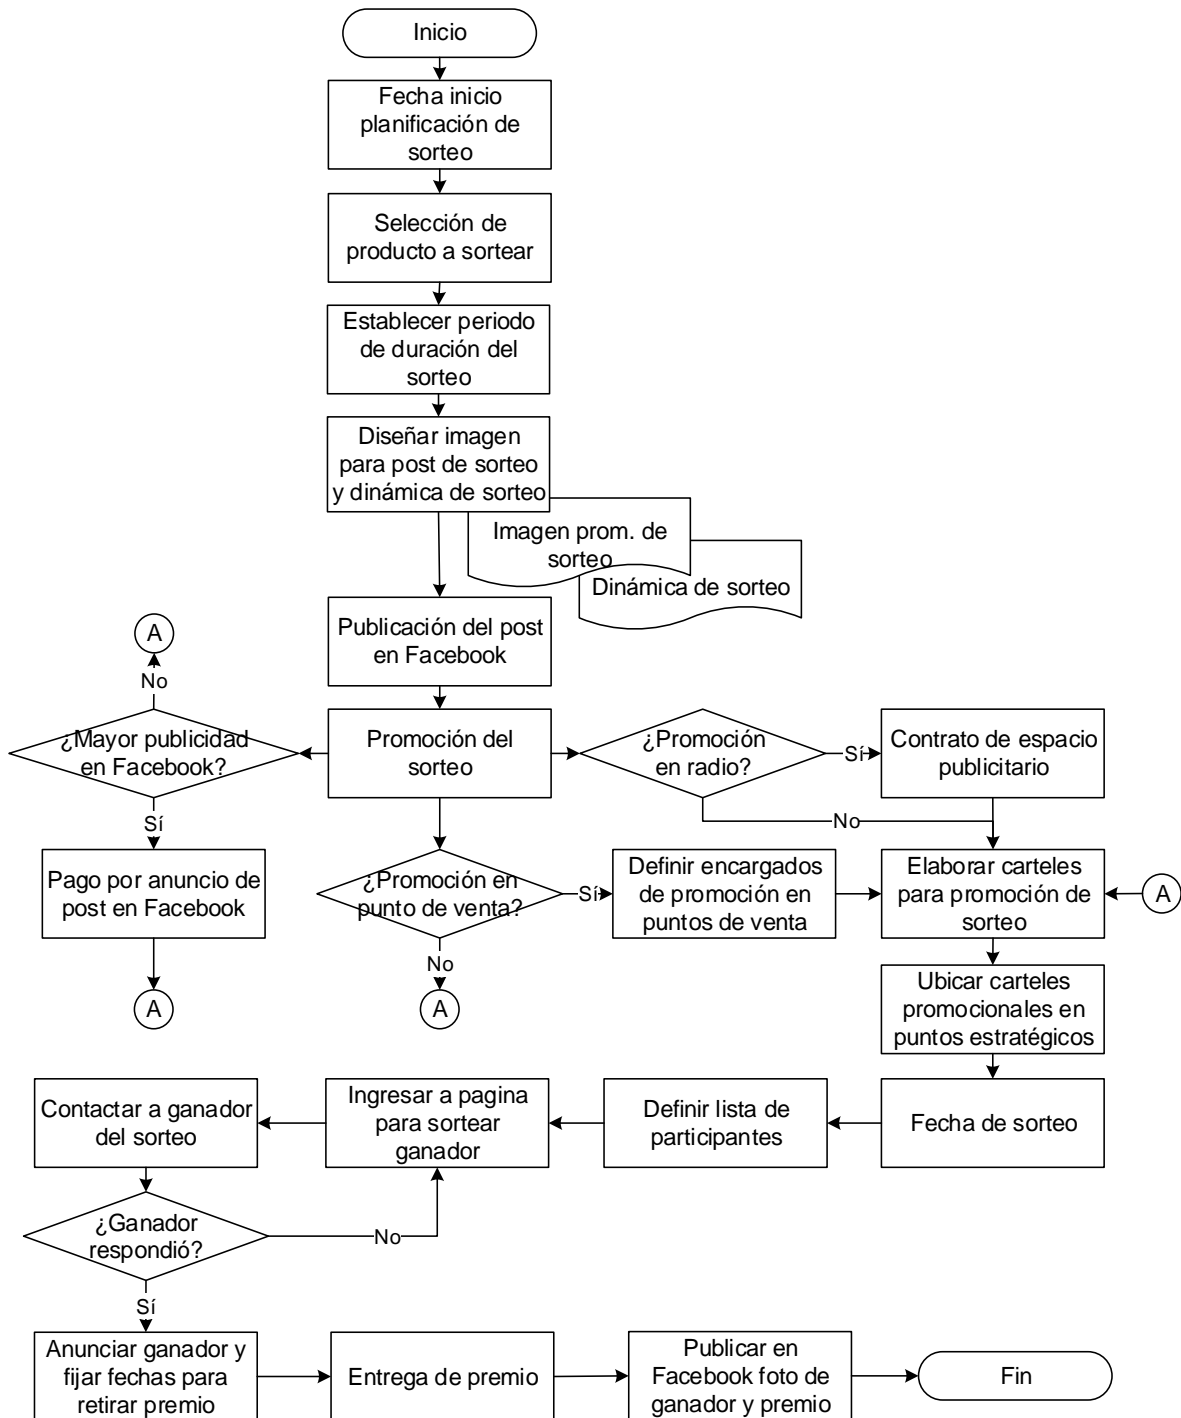 Inicio
Fecha inicio
planificación de
sorteo
Selección de
producto a sortear
Establecer periodo
de duración del
sorteo
Diseñar imagen
para post de sorteo
y dinámica de sorteo
Imagen prom. de
sorteo
Dinámica de sorteo
Publicación del post
en Facebook
A
No
¿Mayor publicidad
en Facebook?
Promoción del
sorteo
¿Promoción
en radio?
Sí
Contrato de espacio
publicitario
Sí
No
Pago por anuncio de
post en Facebook
¿Promoción en
punto de venta?
Sí
Definir encargados
de promoción en
puntos de venta
Elaborar carteles
para promoción de
sorteo
A
No
A
A
Ubicar carteles
promocionales en
puntos estratégicos
Contactar a ganador
del sorteo
Ingresar a pagina
para sortear
ganador
Definir lista de
participantes
Fecha de sorteo
¿Ganador
respondió?
No
Sí
Anunciar ganador y
fijar fechas para
retirar premio
Entrega de premio
Publicar en
Facebook foto de
ganador y premio
Fin